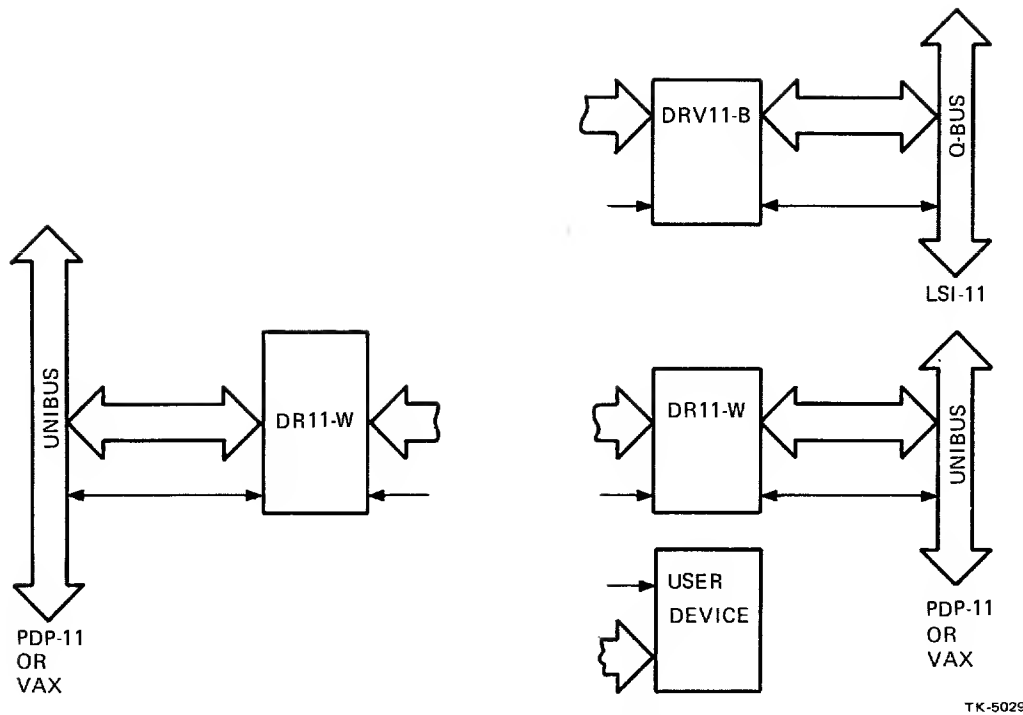 DRV11-B
Q-BUS
LSI-11
UNIBUS
DR11-W
PDP-11
OR
VAX
DR11-W
UNIBUS
USER
DEVICE
PDP-11
OR
VAX
TK-5029